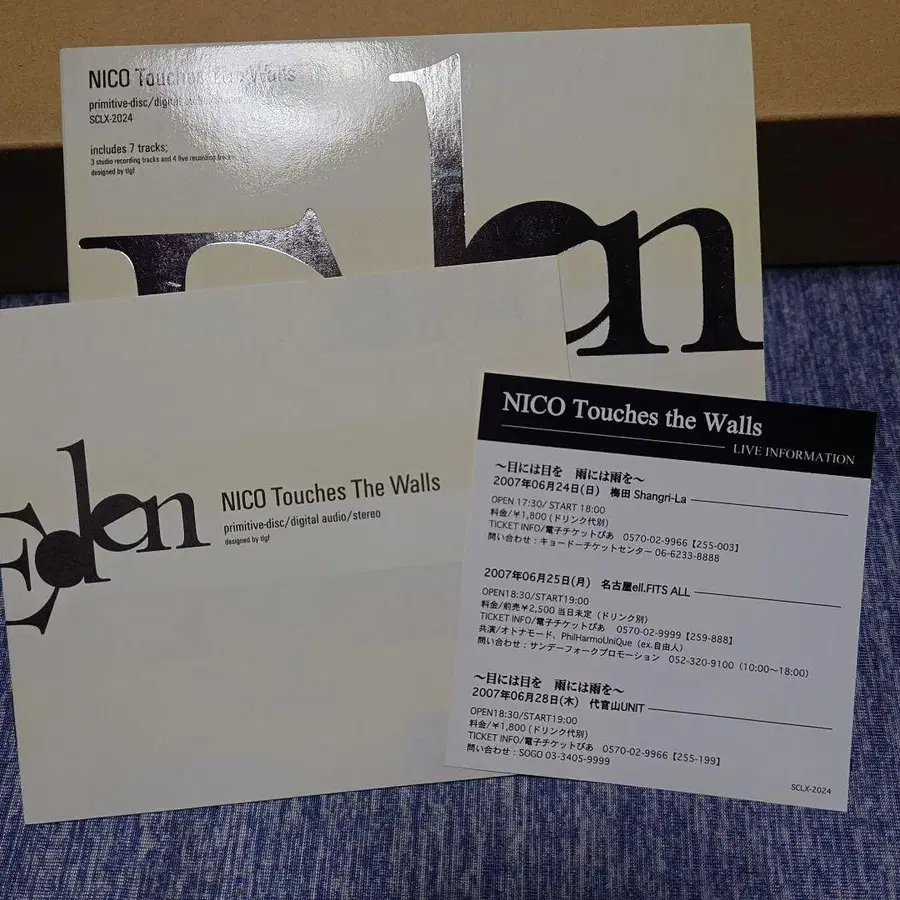 NICO Touches The Walls
primitive-disc/digital audio/stereo
SCLX-2024
includes 7 tracks;
3 studio recording tracks and 4 live recording tracks
designed by tlgf
Eden
Eden
NICO Touches The Walls
primitive-disc/digital audio/stereo
designed by tlgf
NICO Touches the Walls
LIVE INFORMATION
〜目には目を 雨には雨を〜
2007年06月24日(日) 梅田 Shangri-La
OPEN 17:30/ START 18:00
料金/¥1,800 (ドリンク代別)
TICKET INFO/電子チケットぴあ 0570-02-9966【255-003】
問い合わせ：キョードーチケットセンター 06-6233-8888
2007年06月25日(月) 名古屋ell.FITS ALL
OPEN18:30/START19:00
料金/前売¥2,500 当日未定（ドリンク別）
TICKET INFO/電子チケットぴあ 0570-02-9999【259-888】
共演/オトナモード、PhilHarmoUniQue（ex.自由人）
問い合わせ：サンデーフォークプロモーション 052-320-9100（10:00〜18:00）
〜目には目を 雨には雨を〜
2007年06月28日(木) 代官山UNIT
OPEN18:30/START19:00
料金/¥1,800 (ドリンク代別)
TICKET INFO/電子チケットぴあ 0570-02-9966【255-199】
問い合わせ：SOGO 03-3405-9999
SCLX-2024